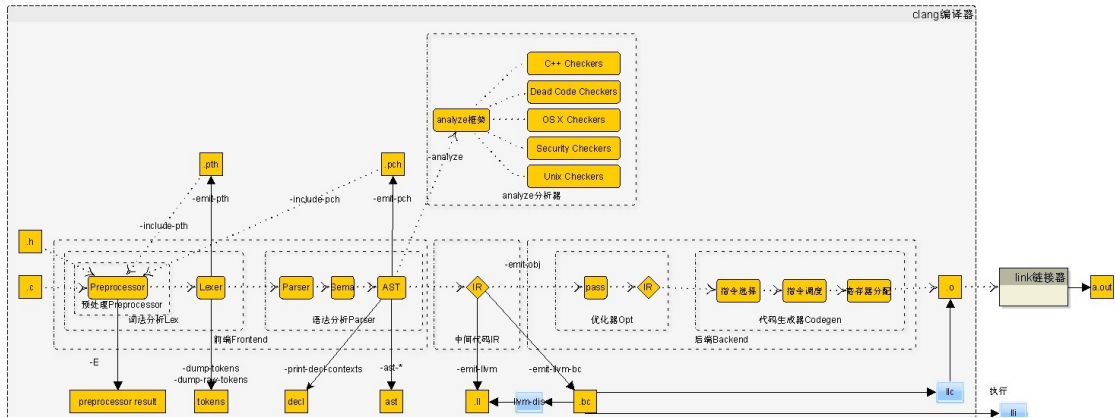 clang编译器
C++ Checkers
Dead Code Checkers
OS X Checkers
Security Checkers
Unix Checkers
analyze框架
analyze分析器
-analyze
.pth
.pch
-emit-pth
-include-pch
-emit-pch
-include-pth
.h
.c
Preprocessor
预处理Preprocessor
Lexer
词法分析Lex
Parser
Sema
AST
语法分析Parser
前端Frontend
IR
中间代码IR
-emit-obj
pass
IR
优化器Opt
指令选择
指令调度
寄存器分配
代码生成器Codegen
后端Backend
.o
link链接器
a.out
-E
-dump-tokens
-dump-raw-tokens
-print-decl-contexts
-ast-*
-emit-llvm
-emit-llvm-bc
preprocessor result
tokens
decl
ast
.ll
llvm-dis
.bc
llc
执行
lli